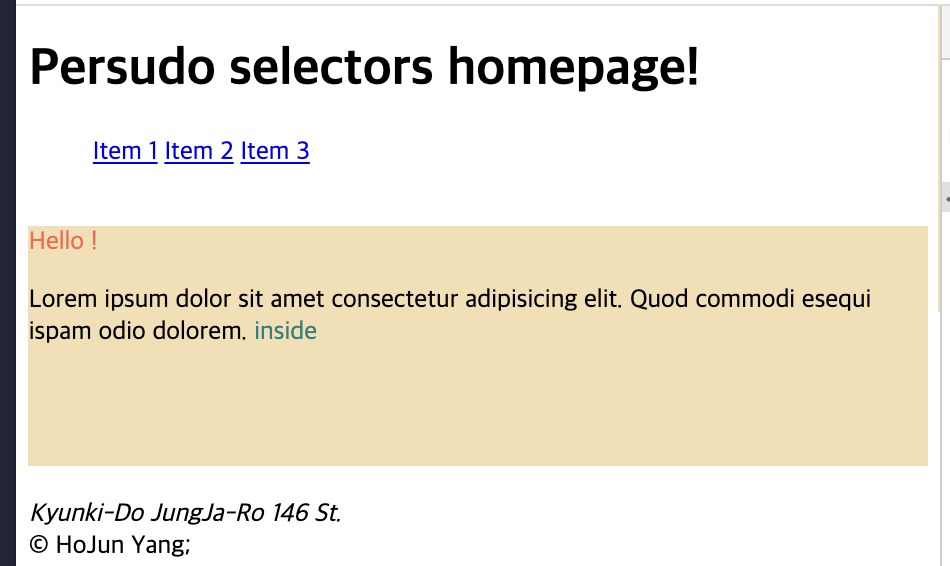 Persudo selectors homepage!
Item 1 Item 2 Item 3
Hello !
Lorem ipsum dolor sit amet consectetur adipisicing elit. Quod commodi esequi
ispam odio dolorem. inside
Kyunki-Do JungJa-Ro 146 St.
© HoJun Yang;